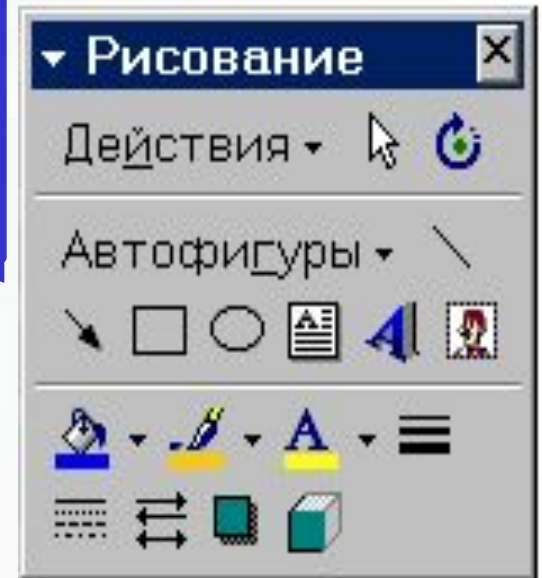 Рисование
Действия
Автофигуры